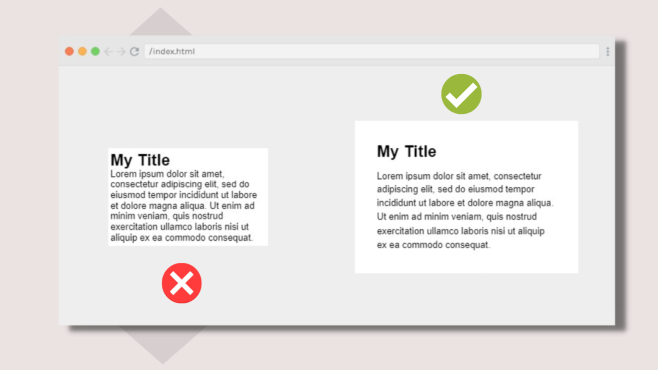 /index.html
My Title
Lorem ipsum dolor sit amet,
consectetur adipiscing elit, sed do
eiusmod tempor incididunt ut labore
et dolore magna aliqua. Ut enim ad
minim veniam, quis nostrud
exercitation ullamco laboris nisi ut
aliquip ex ea commodo consequat.
My Title
Lorem ipsum dolor sit amet, consectetur
adipiscing elit, sed do eiusmod tempor
incididunt ut labore et dolore magna aliqua.
Ut enim ad minim veniam, quis nostrud
exercitation ullamco laboris nisi ut aliquip
ex ea commodo consequat.